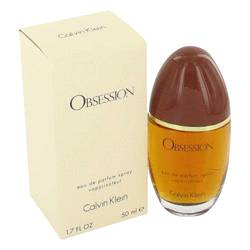 Calvin Klein
OBSESSION
eau de parfum spray
vaporisateur
Calvin Klein
1.7 FL OZ 50 ml ℮
OBSESSION
Calvin Klein